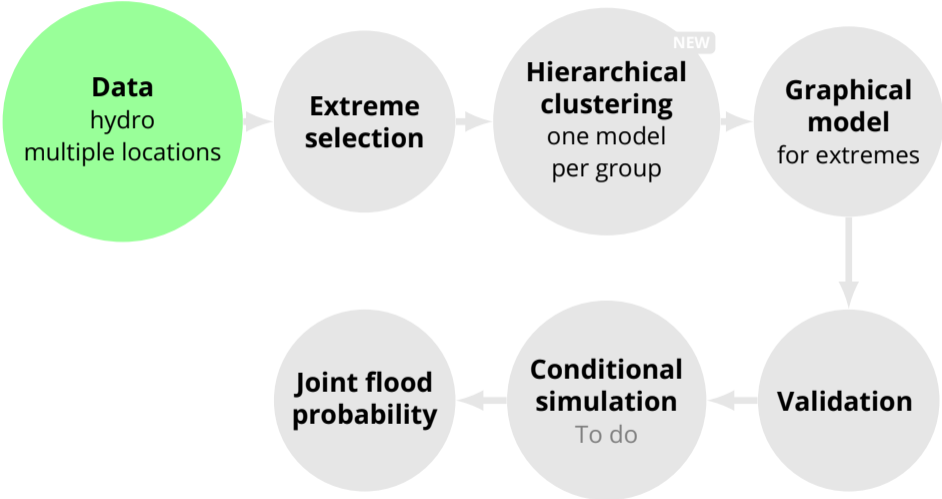 Data
hydro
multiple locations
Extreme
selection
NEW
Hierarchical
clustering
one model
per group
Graphical
model
for extremes
Validation
Conditional
simulation
To do
Joint flood
probability